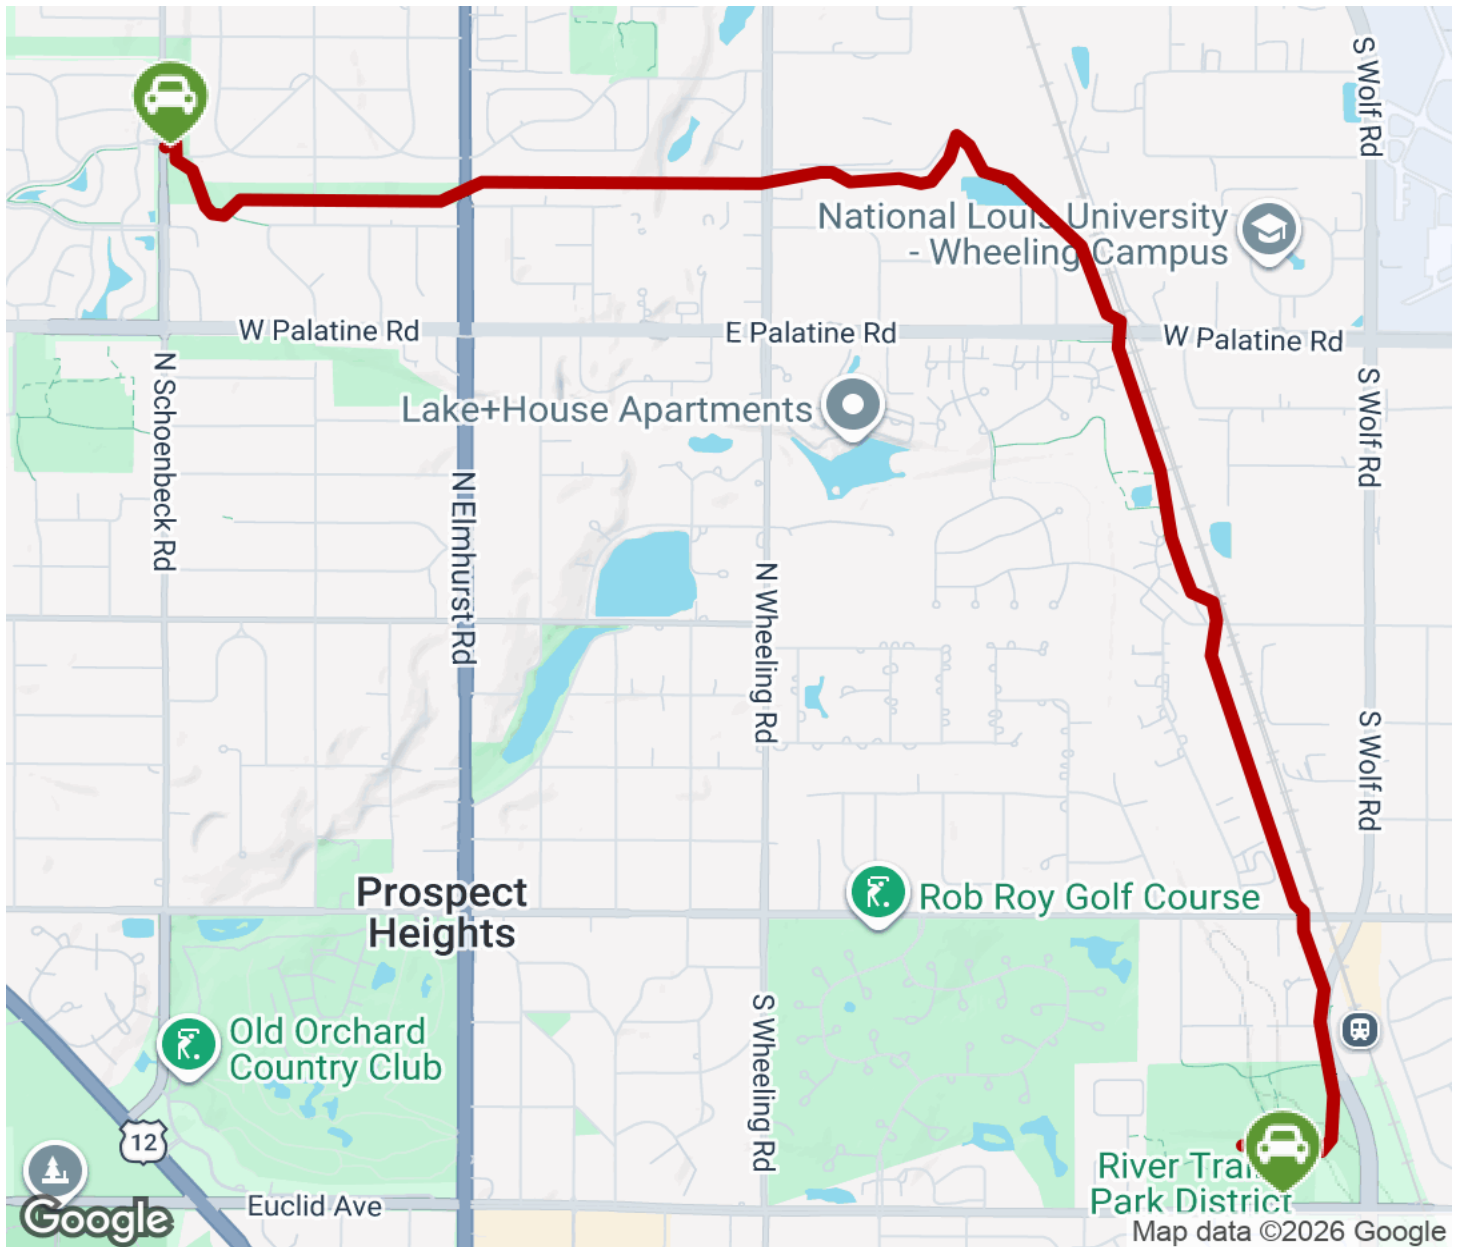 S Wolf Rd
National Louis University
- Wheeling Campus
W Palatine Rd
E Palatine Rd
W Palatine Rd
N Schoenbeck Rd
Lake+House Apartments
S Wolf Rd
N Elmhurst Rd
N Wheeling Rd
S Wolf Rd
Prospect
Heights
Rob Roy Golf Course
Old Orchard
Country Club
S Wheeling Rd
12
River Trai
Park District
Euclid Ave
Google
Map data ©2026 Google